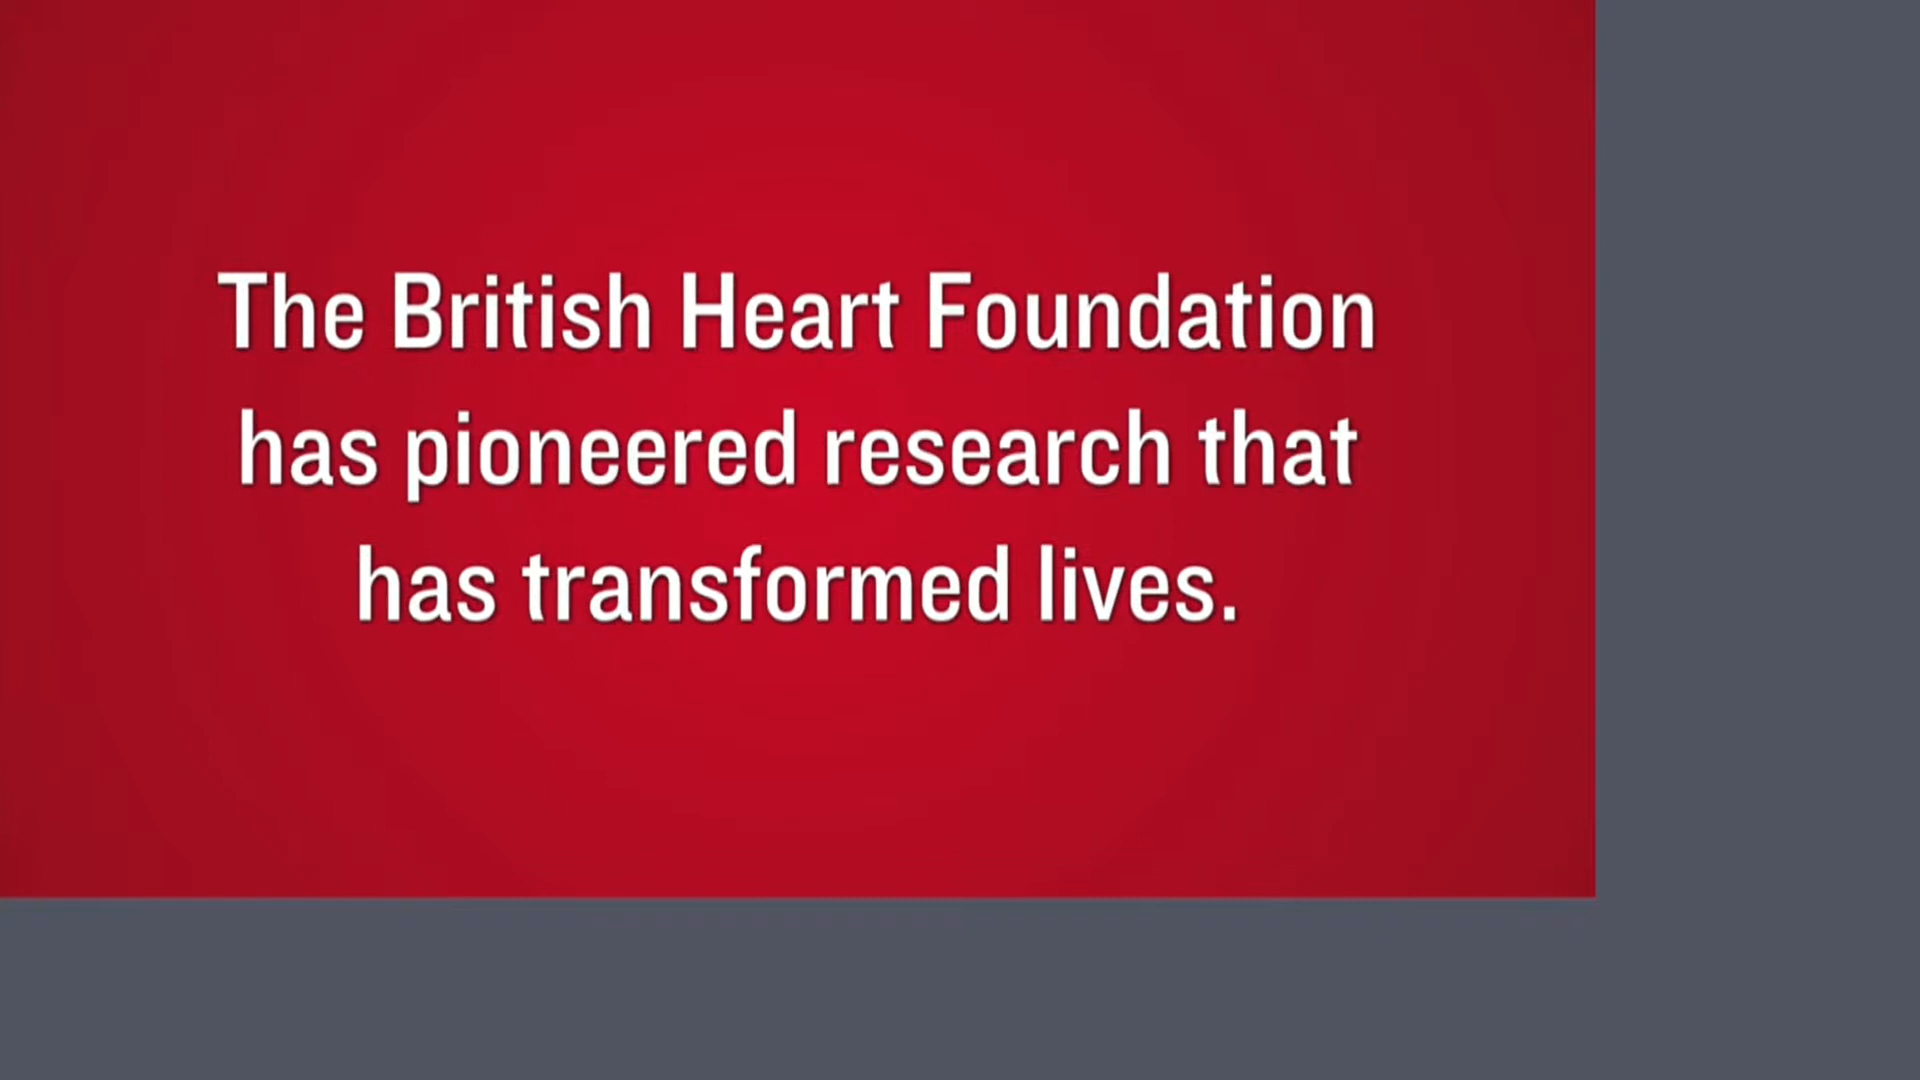 The British Heart Foundation
has pioneered research that
has transformed lives.